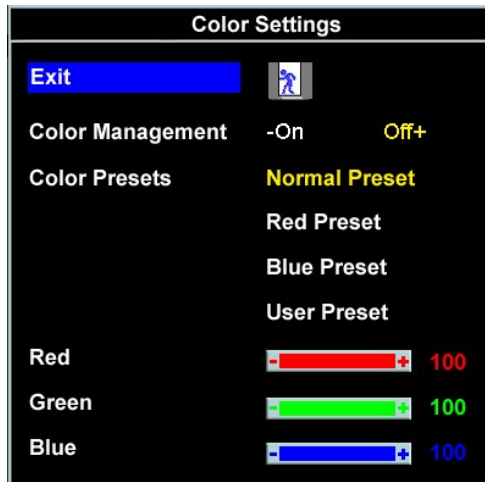 Color Settings
Exit
Color Management -On Off+
Color Presets Normal Preset
Red Preset
Blue Preset
User Preset
Red - + 100
Green - + 100
Blue - + 100